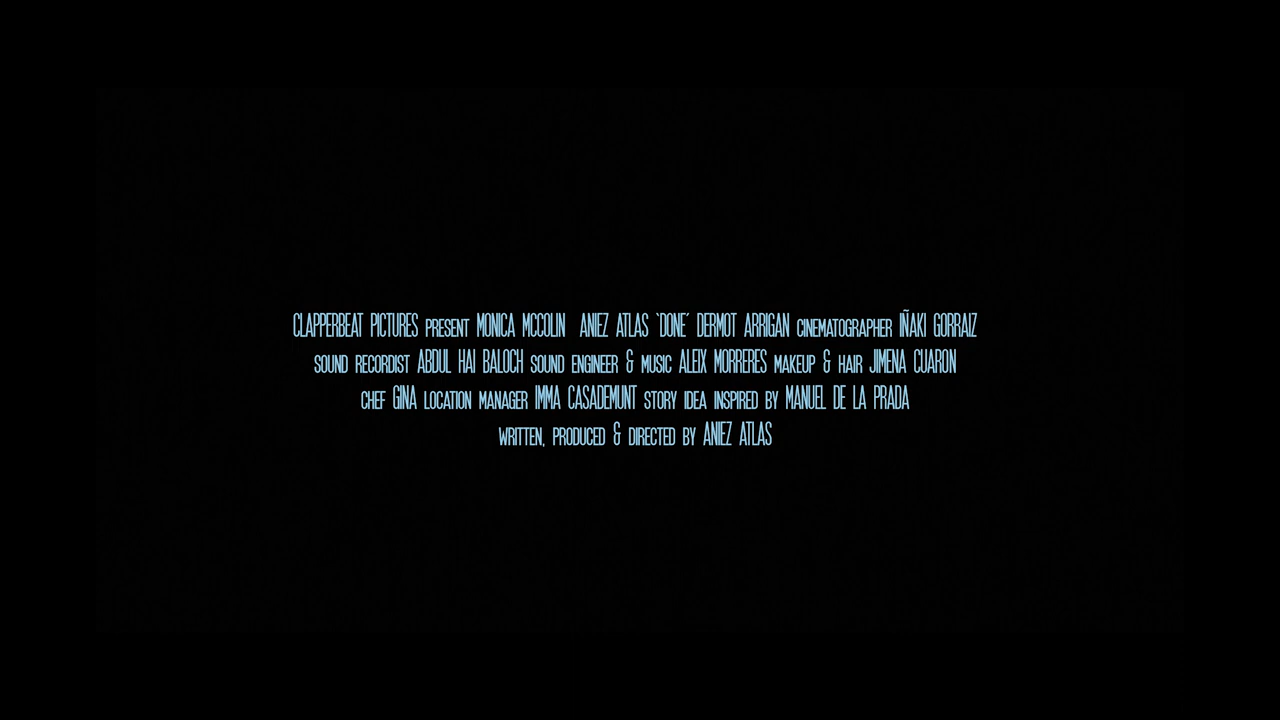 CLAPPERBEAT PICTURES PRESENT MONICA MCCOLIN ANIEZ ATLAS `DONE´ DERMOT ARRIGAN CINEMATOGRAPHER IÑAKI GORRAIZ
SOUND RECORDIST ABDUL HAI BALOCH SOUND ENGINEER & MUSIC ALEIX MORRERES MAKEUP & HAIR JIMENA CUARON
CHEF GINA LOCATION MANAGER IMMA CASADEMUNT STORY IDEA INSPIRED BY MANUEL DE LA PRADA
WRITTEN, PRODUCED & DIRECTED BY ANIEZ ATLAS